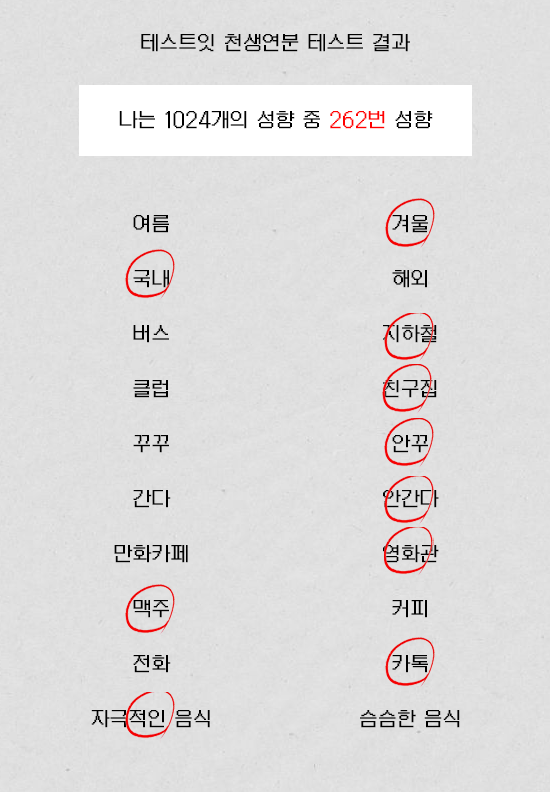 테스트잇 천생연분 테스트 결과
나는 1024개의 성향 중 262번 성향
여름 겨울
국내 해외
버스 지하철
클럽 친구집
꾸꾸 안꾸
간다 안간다
만화카페 영화관
맥주 커피
전화 카톡
자극적인 음식 슴슴한 음식